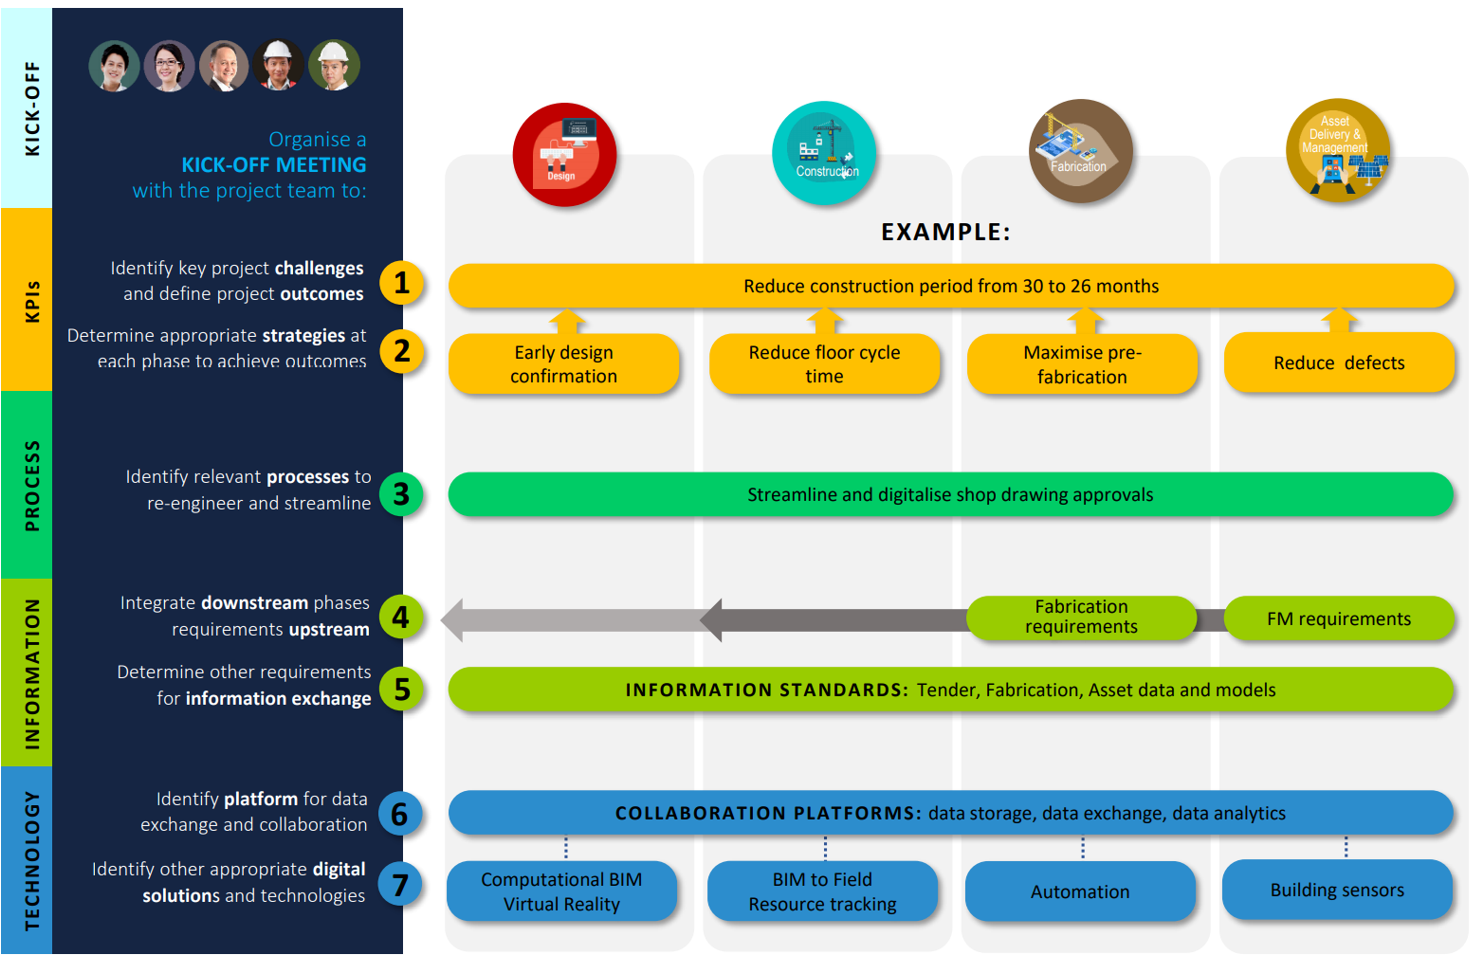 KICK-OFF
Organise a
KICK-OFF MEETING
with the project team to:
Design
Construction
Fabrication
Asset
Delivery &
Management
EXAMPLE:
KPIs
Identify key project challenges
and define project outcomes
1
Reduce construction period from 30 to 26 months
Determine appropriate strategies at
each phase to achieve outcomes
2
Early design
confirmation
Reduce floor cycle
time
Maximise pre-
fabrication
Reduce defects
PROCESS
Identify relevant processes to
re-engineer and streamline
3
Streamline and digitalise shop drawing approvals
INFORMATION
Integrate downstream phases
requirements upstream
4
Fabrication
requirements
FM requirements
Determine other requirements
for information exchange
5
INFORMATION STANDARDS: Tender, Fabrication, Asset data and models
TECHNOLOGY
Identify platform for data
exchange and collaboration
6
COLLABORATION PLATFORMS: data storage, data exchange, data analytics
Identify other appropriate digital
solutions and technologies
7
Computational BIM
Virtual Reality
BIM to Field
Resource tracking
Automation
Building sensors